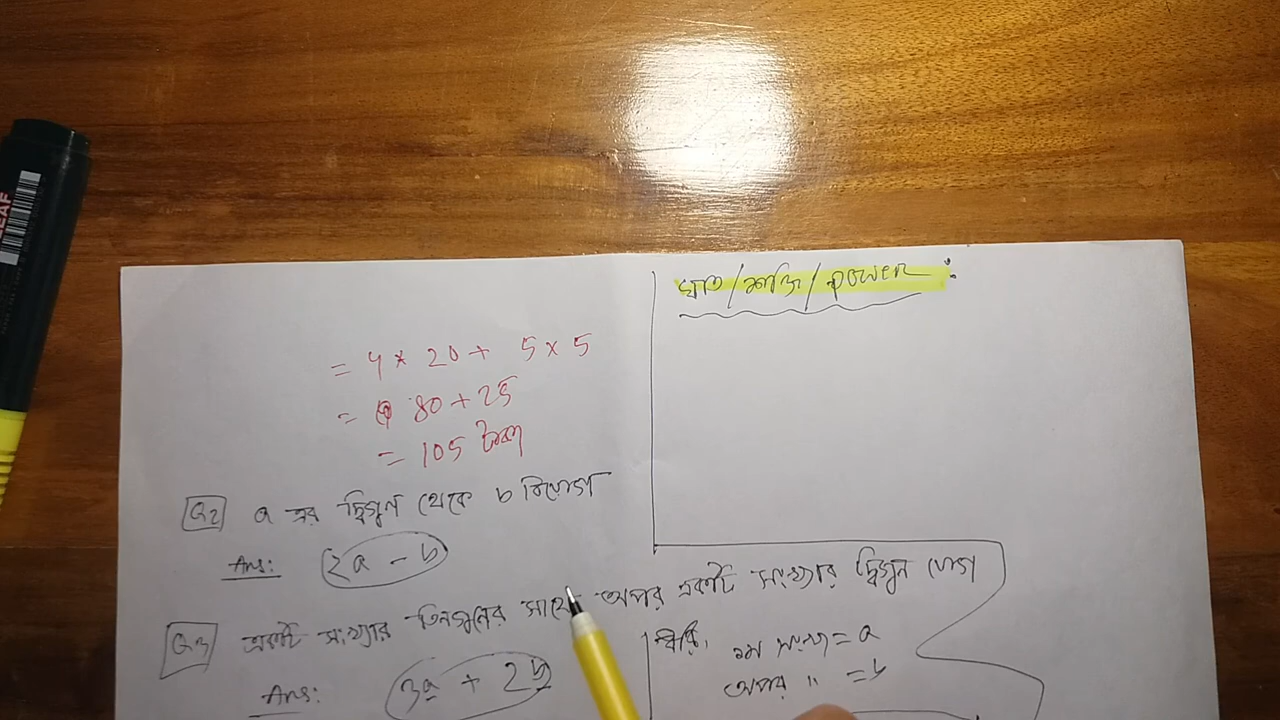 = 4 * 20 + 5 × 5
= 80 + 25
= 105 টাকা
Q2 a এর দ্বিগুন থেকে b বিয়োগ
Ans: 2a - b
Q3 একটি সংখ্যার তিনগুনের সাথে অপর একটি সংখ্যার দ্বিগুন যোগ
Ans: 3a + 2b
ঘাত/শক্তি/power :
ধরি, ১ম সংখ্যা = a
অপর " = b
LEAF